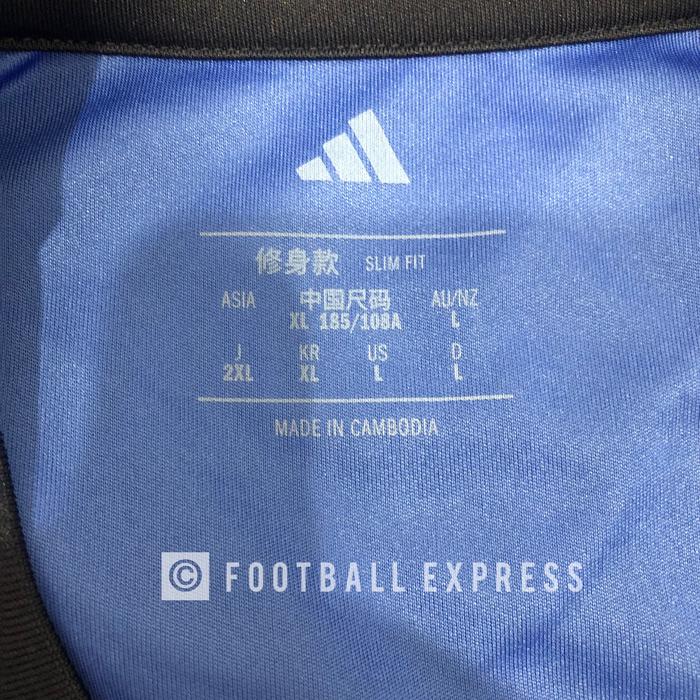 修身款 SLIM FIT
ASIA 中国尺码 AU/NZ
XL 185/108A L
J KR US D
2XL XL L L
MADE IN CAMBODIA
© FOOTBALL EXPRESS